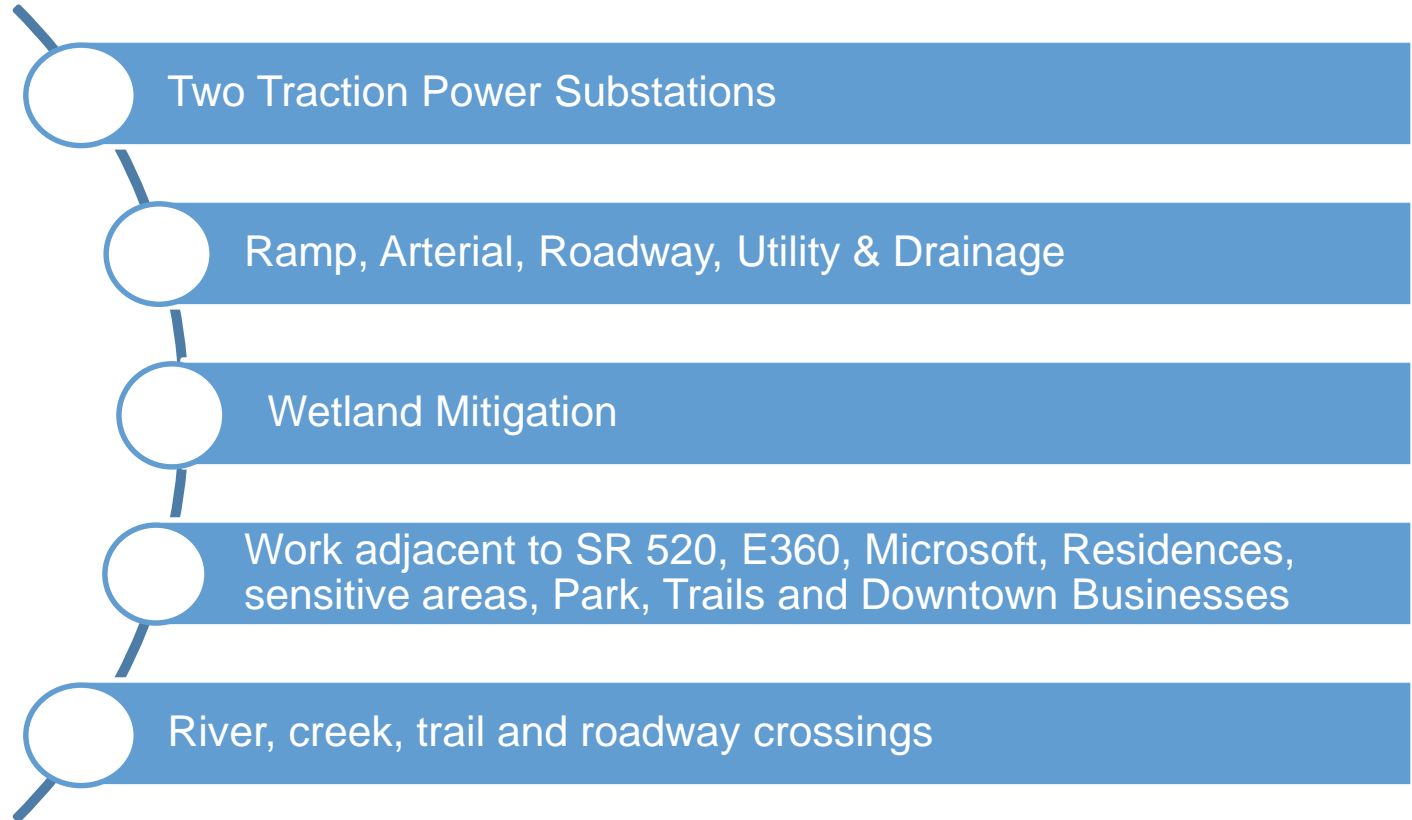 Two Traction Power Substations
Ramp, Arterial, Roadway, Utility & Drainage
Wetland Mitigation
Work adjacent to SR 520, E360, Microsoft, Residences,
sensitive areas, Park, Trails and Downtown Businesses
River, creek, trail and roadway crossings